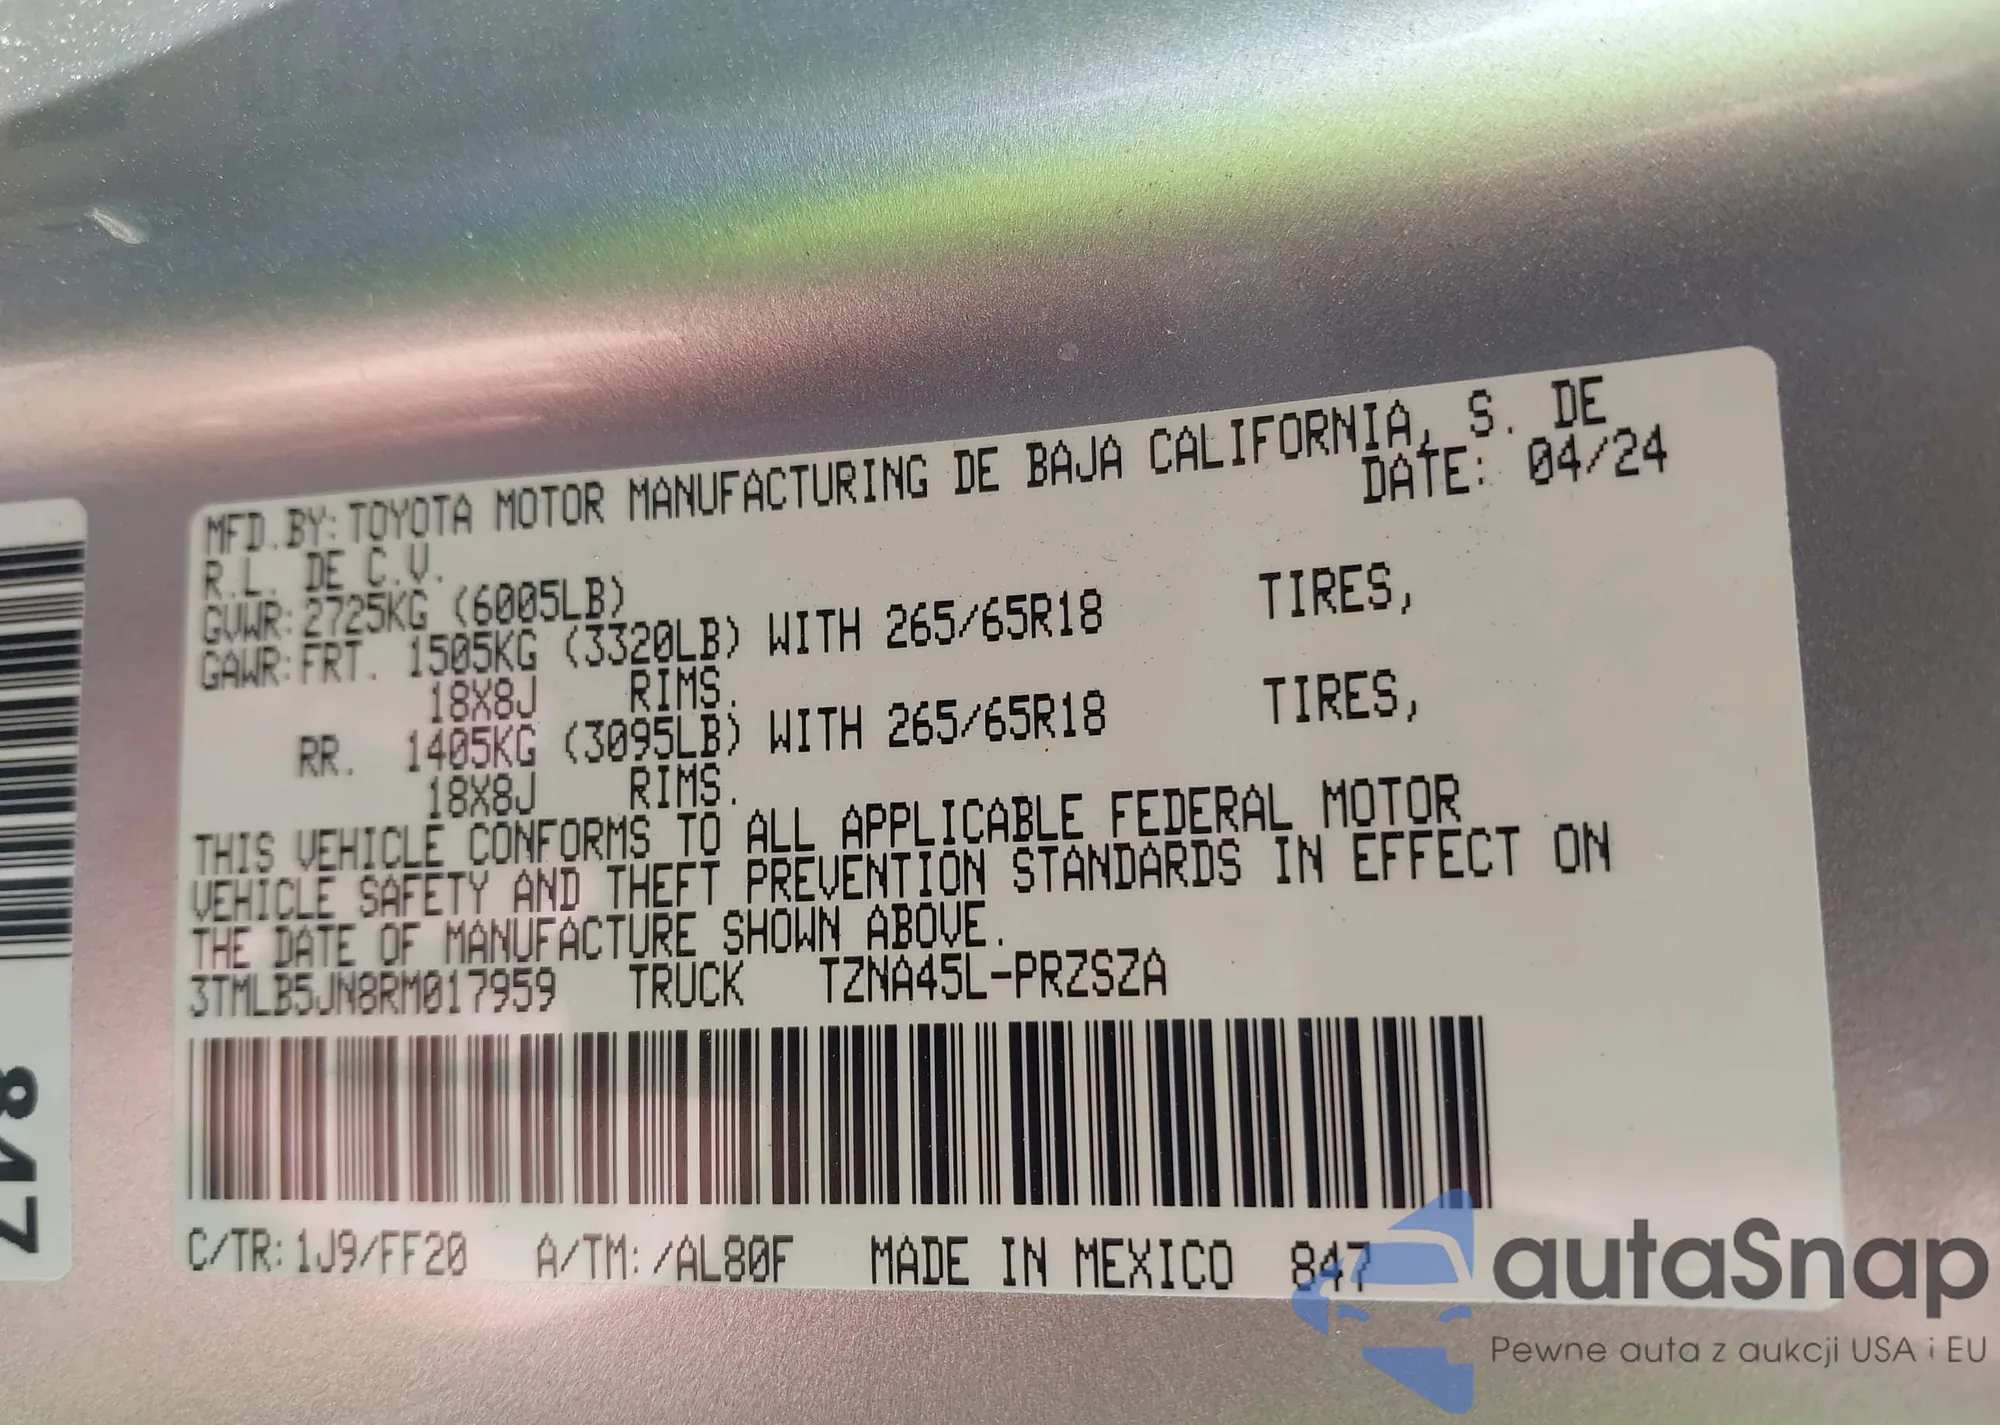 MFD.BY: TOYOTA MOTOR MANUFACTURING DE BAJA CALIFORNIA, S. DE
R.L. DE C.V. DATE: 04/24
GVWR: 2725KG (6005LB)
GAWR: FRT. 1505KG (3320LB) WITH 265/65R18 TIRES,
18X8J RIMS.
RR. 1405KG (3095LB) WITH 265/65R18 TIRES,
18X8J RIMS.
THIS VEHICLE CONFORMS TO ALL APPLICABLE FEDERAL MOTOR
VEHICLE SAFETY AND THEFT PREVENTION STANDARDS IN EFFECT ON
THE DATE OF MANUFACTURE SHOWN ABOVE.
3TMLB5JN8RM017959 TRUCK TZNA45L-PRZSZA
C/TR: 1J9/FF20 A/TM: /AL80F MADE IN MEXICO 847
847
autaSnap
Pewne auta z aukcji USA i EU